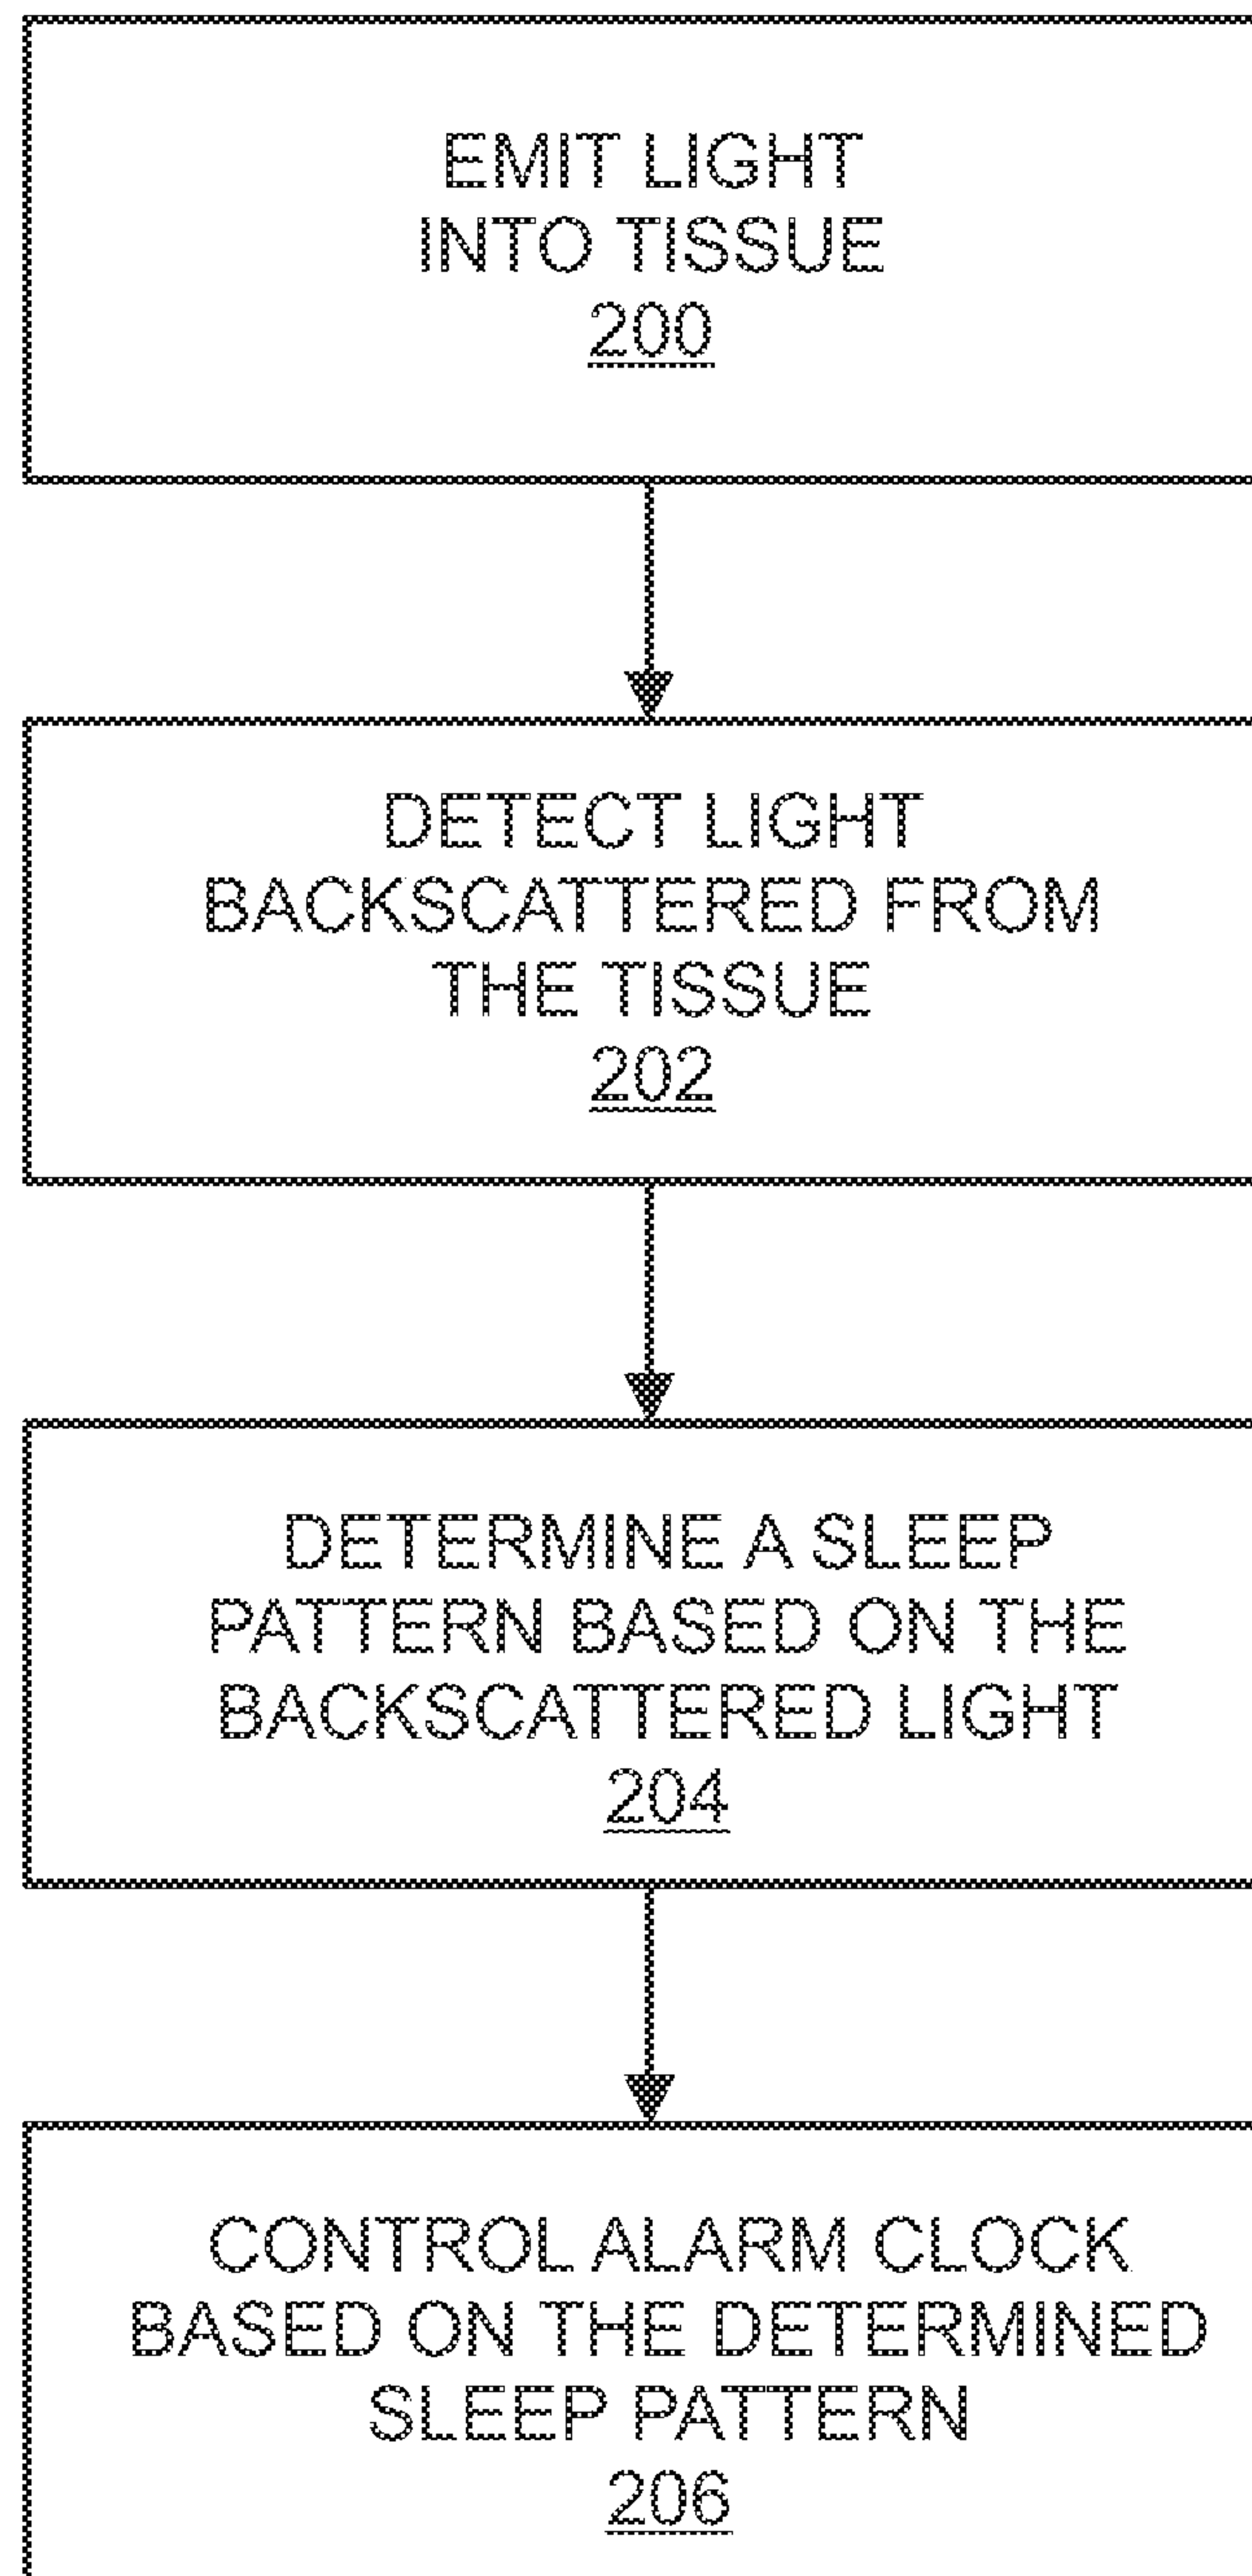 EMIT LIGHT
INTO TISSUE
200
DETECT LIGHT
BACKSCATTERED FROM
THE TISSUE
202
DETERMINE A SLEEP
PATTERN BASED ON THE
BACKSCATTERED LIGHT
204
CONTROL ALARM CLOCK
BASED ON THE DETERMINED
SLEEP PATTERN
206